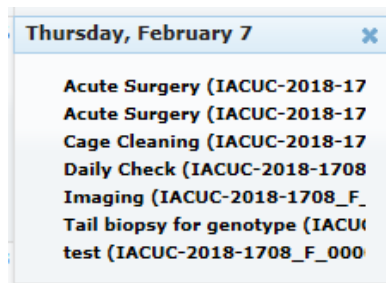 Thursday, February 7
Acute Surgery (IACUC-2018-17
Acute Surgery (IACUC-2018-17
Cage Cleaning (IACUC-2018-17
Daily Check (IACUC-2018-1708
Imaging (IACUC-2018-1708_F_
Tail biopsy for genotype (IACU
test (IACUC-2018-1708_F_000